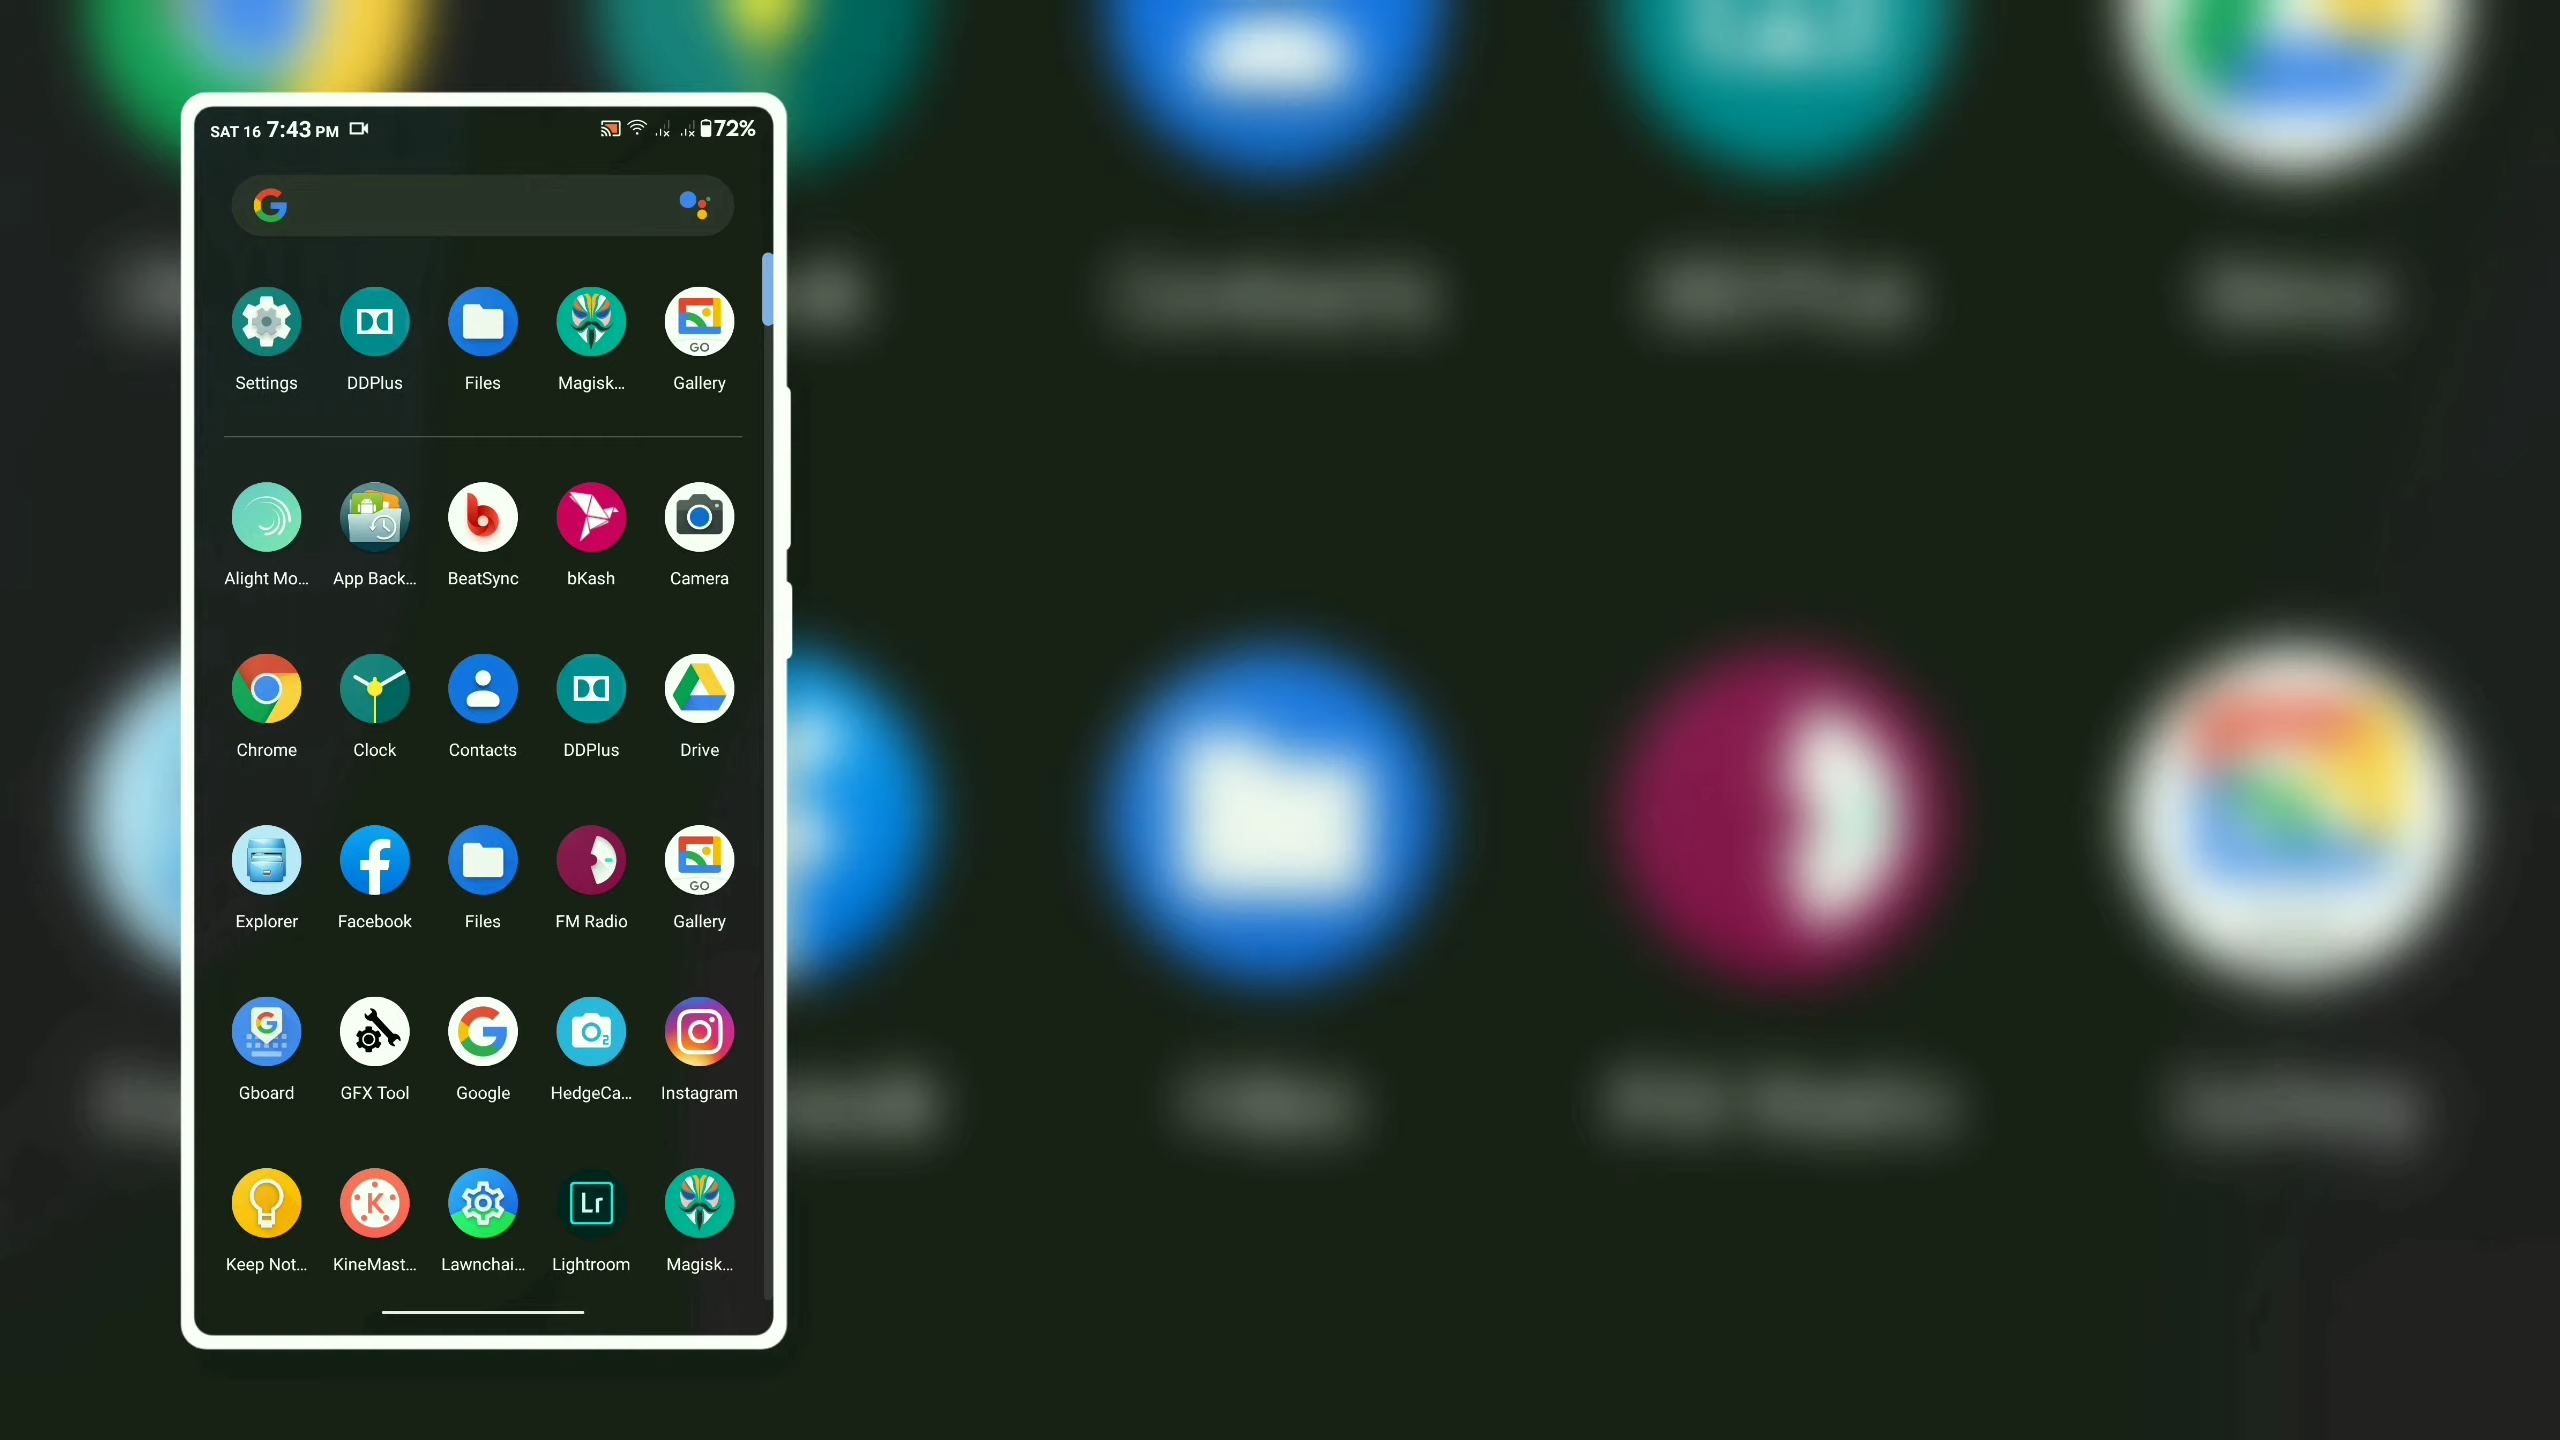 SAT 16 7:43 PM 72%
GO
Settings DDPlus Files Magisk... Gallery
Alight Mo... App Back... BeatSync bKash Camera
Chrome Clock Contacts DDPlus Drive
GO
Explorer Facebook Files FM Radio Gallery
Gboard GFX Tool Google HedgeCa... Instagram
K Lr
Keep Not... KineMast... Lawnchai... Lightroom Magisk...